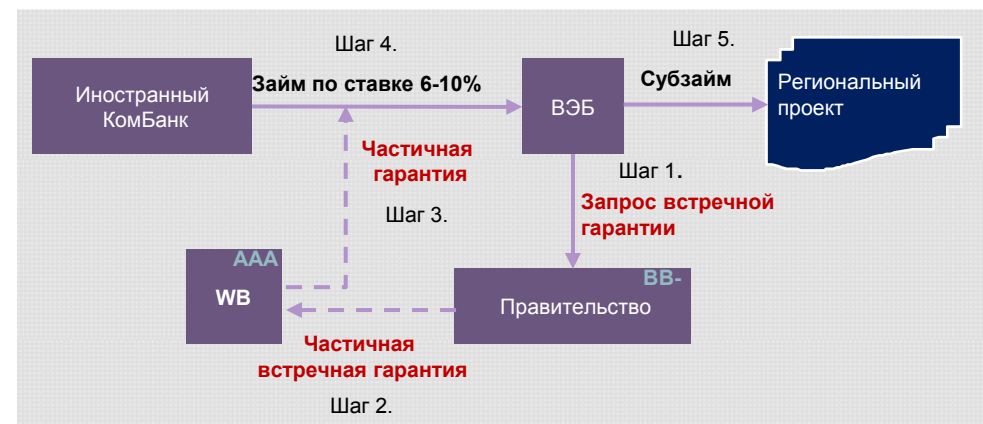 Шаг 4.
Шаг 5.
Иностранный
КомБанк
Займ по ставке 6-10%
ВЭБ
Субзайм
Региональный
проект
Частичная
гарантия
Шаг 1.
Запрос встречной
гарантии
Шаг 3.
AAA
WB
BB-
Правительство
Частичная
встречная гарантия
Шаг 2.